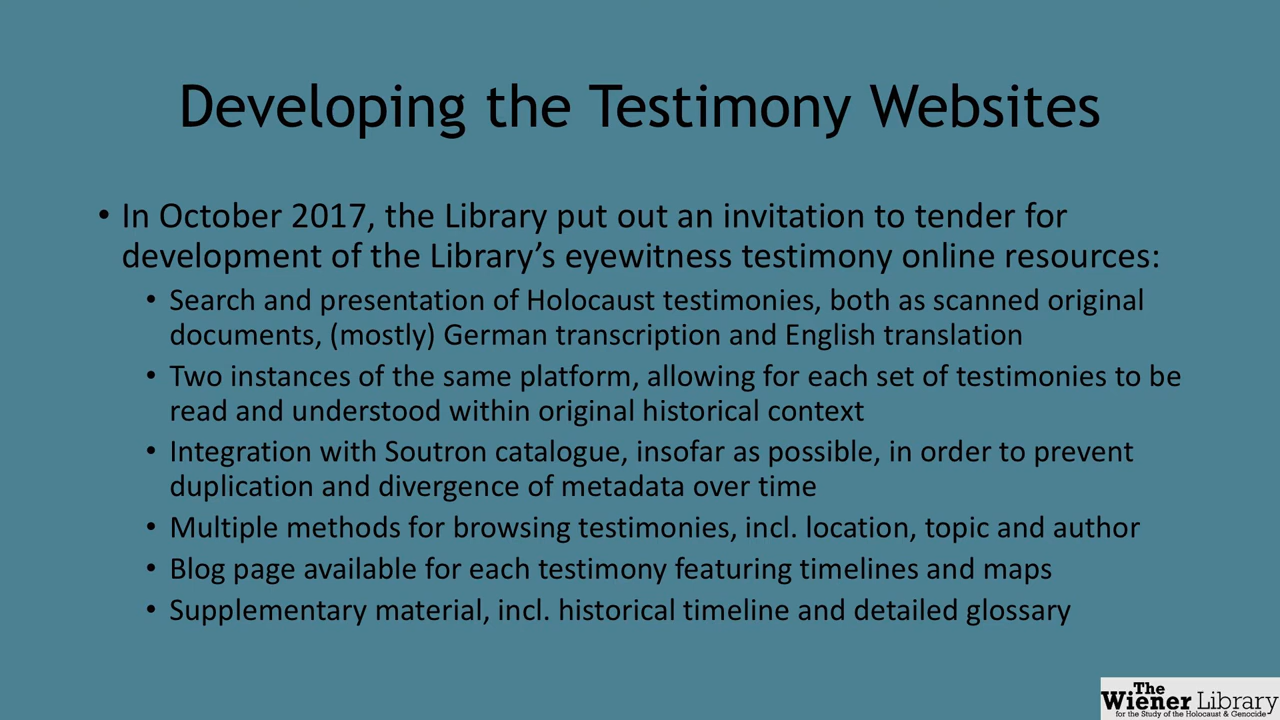 Developing the Testimony Websites
• In October 2017, the Library put out an invitation to tender for
development of the Library’s eyewitness testimony online resources:
• Search and presentation of Holocaust testimonies, both as scanned original
documents, (mostly) German transcription and English translation
• Two instances of the same platform, allowing for each set of testimonies to be
read and understood within original historical context
• Integration with Soutron catalogue, insofar as possible, in order to prevent
duplication and divergence of metadata over time
• Multiple methods for browsing testimonies, incl. location, topic and author
• Blog page available for each testimony featuring timelines and maps
• Supplementary material, incl. historical timeline and detailed glossary
The
Wiener Library
for the Study of the Holocaust & Genocide